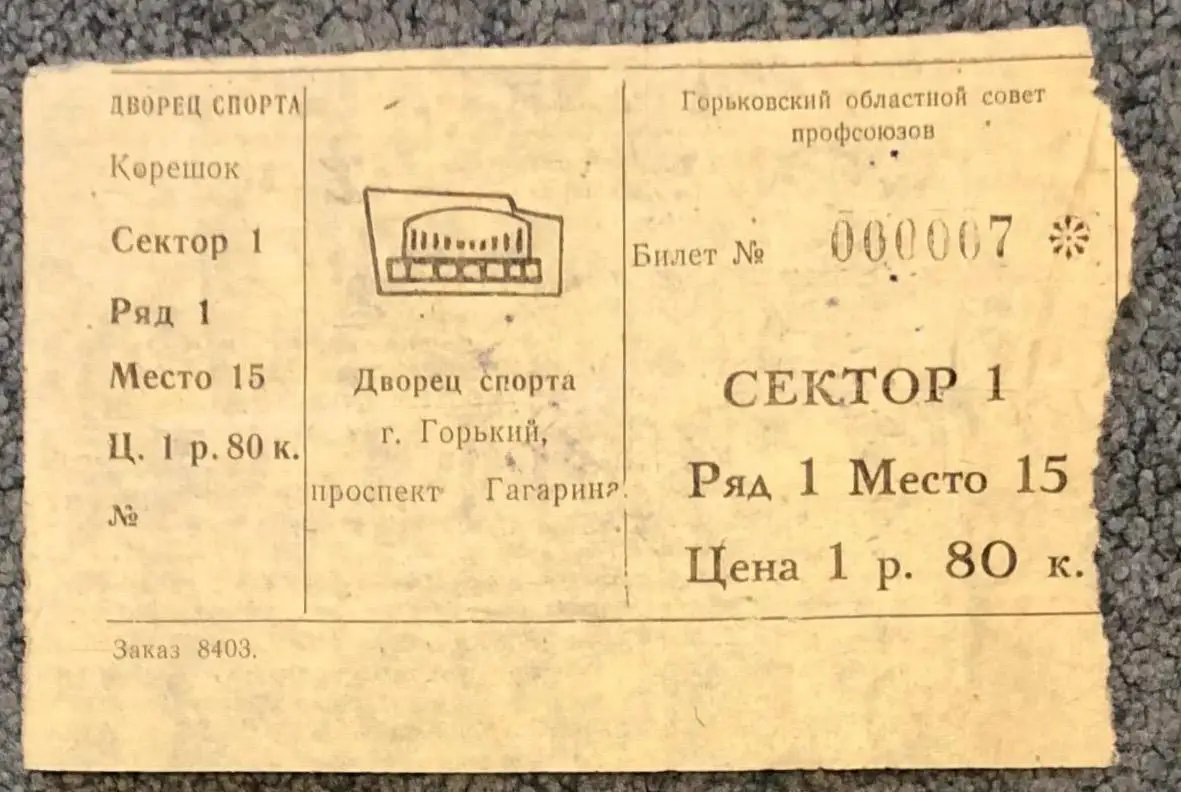 ДВОРЕЦ СПОРТА
Корешок
Сектор 1
Ряд 1
Место 15
Ц. 1 р. 80 к.
№
Дворец спорта
г. Горький,
проспект Гагарина.
Горьковский областной совет
профсоюзов
Билет № 000007
СЕКТОР 1
Ряд 1 Место 15
Цена 1 р. 80 к.
Заказ 8403.